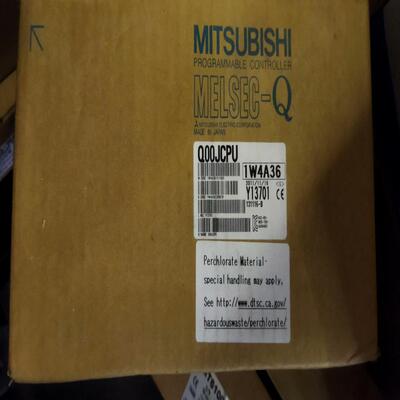 MITSUBISHI
PROGRAMMABLE CONTROLLER
MELSEC-Q
MITSUBISHI ELECTRIC CORPORATION
MADE IN JAPAN
Q00JCPU
1W4A36
Y13701
CE
Perchlorate Material-
special handling may apply.
See http://www.dtsc.ca.gov/
hazardouswaste/perchlorate/